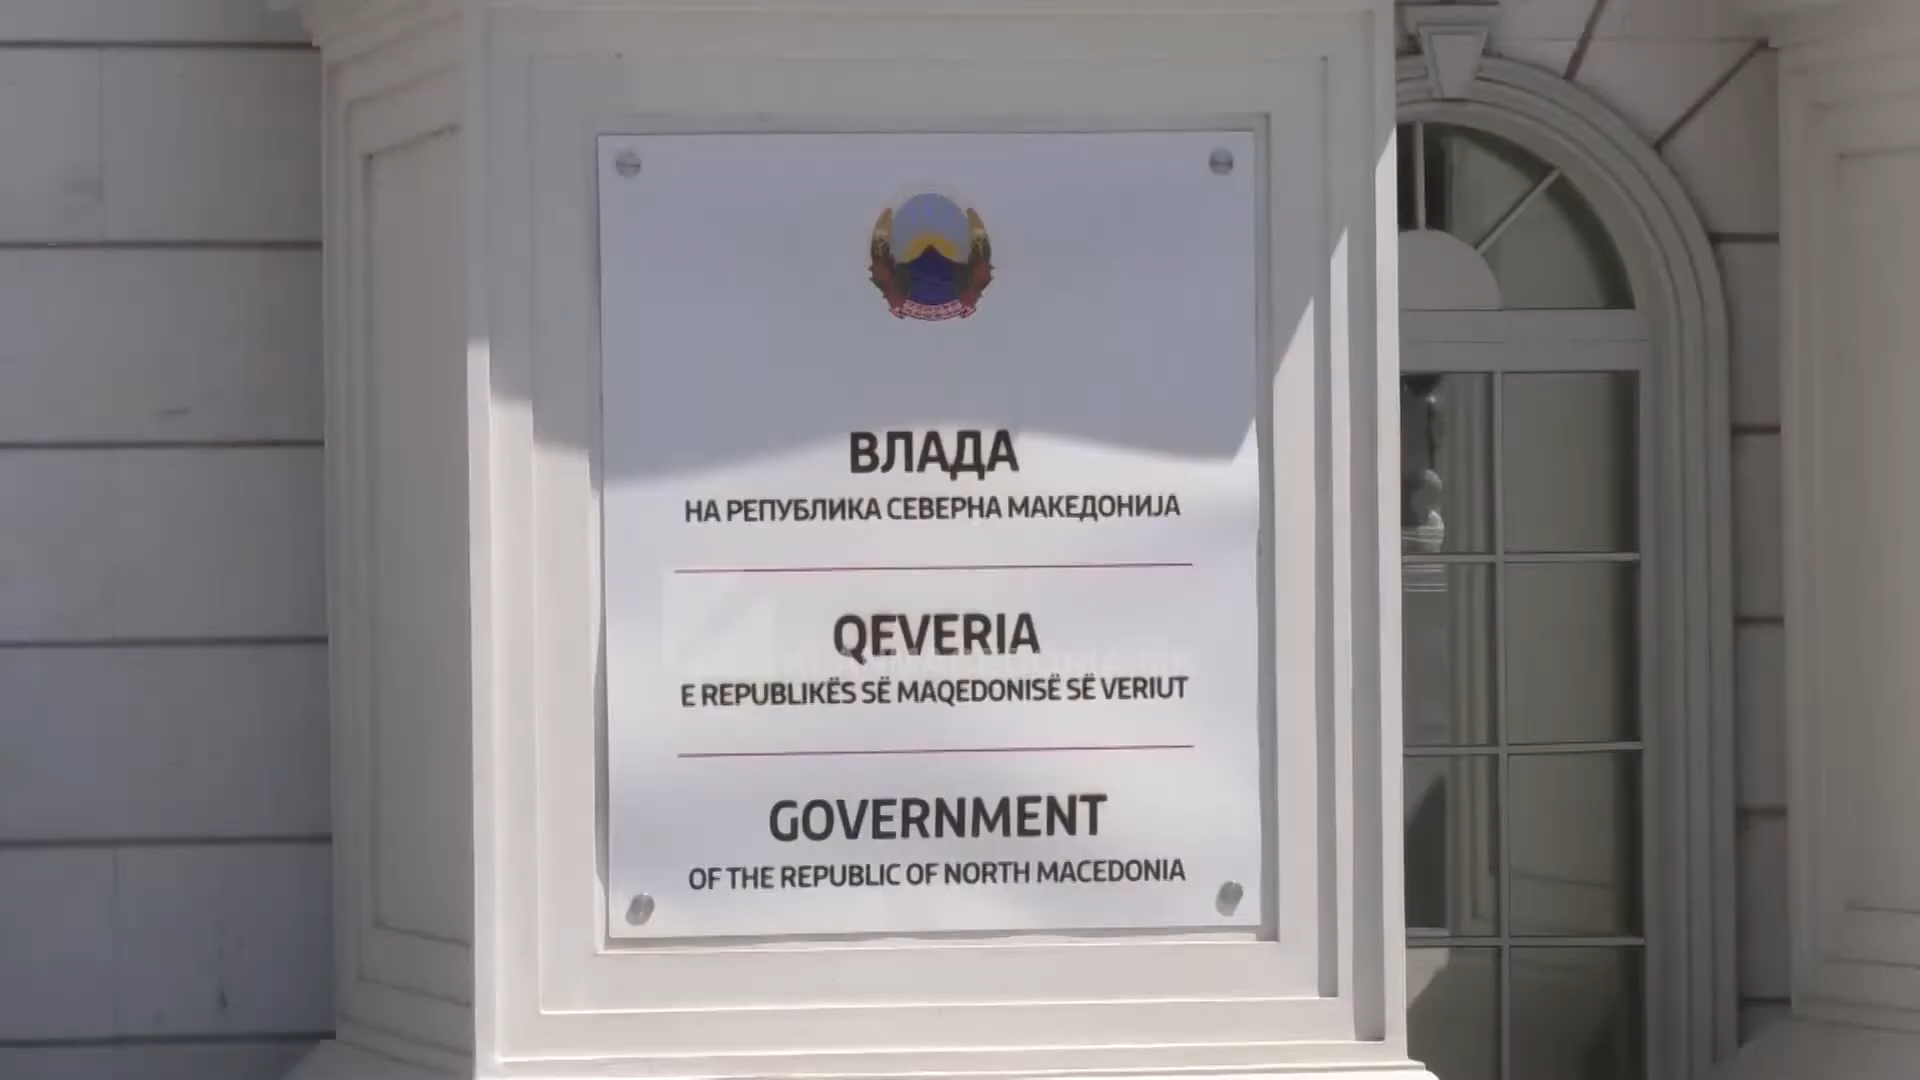 ВЛАДА
НА РЕПУБЛИКА СЕВЕРНА МАКЕДОНИЈА
QEVERIA
E REPUBLIKËS SË MAQEDONISË SË VERIUT
GOVERNMENT
OF THE REPUBLIC OF NORTH MACEDONIA